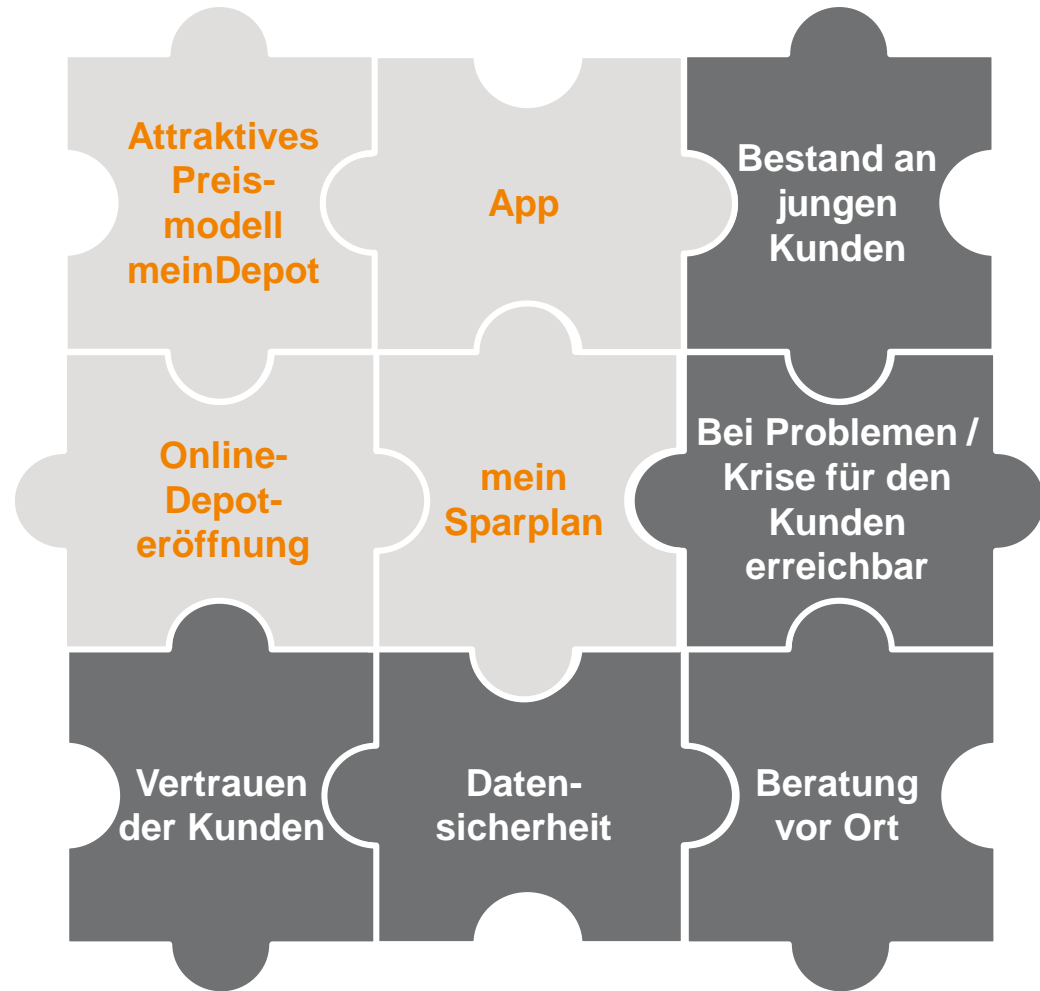 Attraktives
Preis-
modell
meinDepot
App
Bestand an
jungen
Kunden
Online-
Depot-
eröffnung
mein
Sparplan
Bei Problemen /
Krise für den
Kunden
erreichbar
Vertrauen
der Kunden
Daten-
sicherheit
Beratung
vor Ort